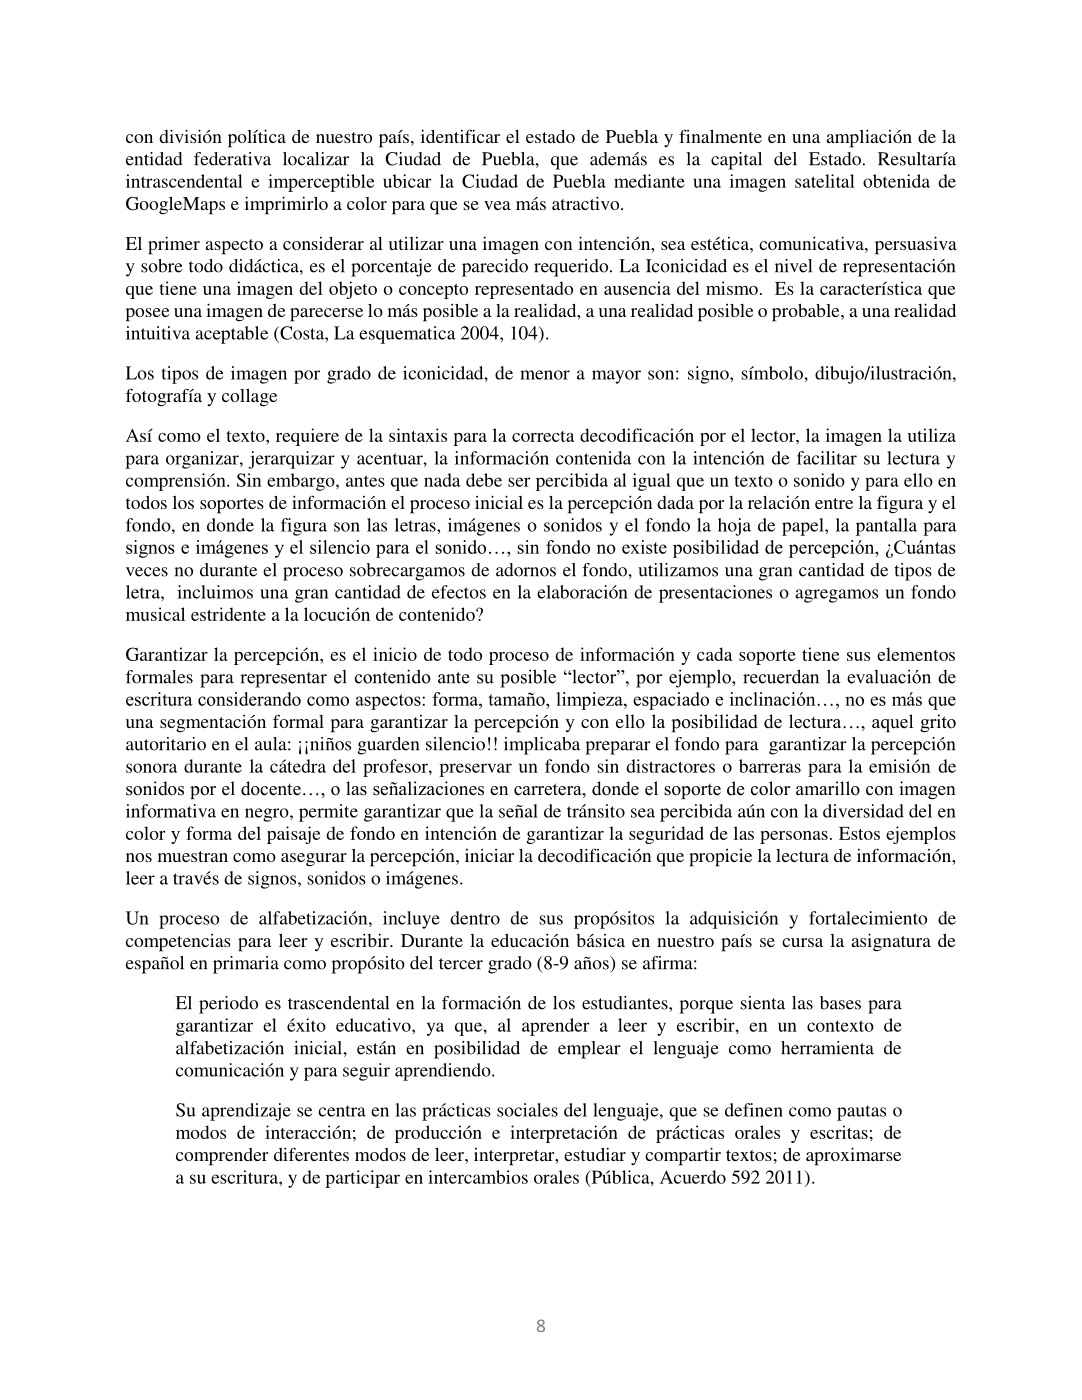 con división política de nuestro país, identificar el estado de Puebla y finalmente en una ampliación de la
entidad federativa localizar la Ciudad de Puebla, que además es la capital del Estado. Resultaría
intrascendental e imperceptible ubicar la Ciudad de Puebla mediante una imagen satelital obtenida de
GoogleMaps e imprimirlo a color para que se vea más atractivo.
El primer aspecto a considerar al utilizar una imagen con intención, sea estética, comunicativa, persuasiva
y sobre todo didáctica, es el porcentaje de parecido requerido. La Iconicidad es el nivel de representación
que tiene una imagen del objeto o concepto representado en ausencia del mismo. Es la característica que
posee una imagen de parecerse lo más posible a la realidad, a una realidad posible o probable, a una realidad
intuitiva aceptable (Costa, La esquematica 2004, 104).
Los tipos de imagen por grado de iconicidad, de menor a mayor son: signo, símbolo, dibujo/ilustración,
fotografía y collage
Así como el texto, requiere de la sintaxis para la correcta decodificación por el lector, la imagen la utiliza
para organizar, jerarquizar y acentuar, la información contenida con la intención de facilitar su lectura y
comprensión. Sin embargo, antes que nada debe ser percibida al igual que un texto o sonido y para ello en
todos los soportes de información el proceso inicial es la percepción dada por la relación entre la figura y el
fondo, en donde la figura son las letras, imágenes o sonidos y el fondo la hoja de papel, la pantalla para
signos e imágenes y el silencio para el sonido…, sin fondo no existe posibilidad de percepción, ¿Cuántas
veces no durante el proceso sobrecargamos de adornos el fondo, utilizamos una gran cantidad de tipos de
letra, incluimos una gran cantidad de efectos en la elaboración de presentaciones o agregamos un fondo
musical estridente a la locución de contenido?
Garantizar la percepción, es el inicio de todo proceso de información y cada soporte tiene sus elementos
formales para representar el contenido ante su posible “lector”, por ejemplo, recuerdan la evaluación de
escritura considerando como aspectos: forma, tamaño, limpieza, espaciado e inclinación…, no es más que
una segmentación formal para garantizar la percepción y con ello la posibilidad de lectura…, aquel grito
autoritario en el aula: ¡¡niños guarden silencio!! implicaba preparar el fondo para garantizar la percepción
sonora durante la cátedra del profesor, preservar un fondo sin distractores o barreras para la emisión de
sonidos por el docente…, o las señalizaciones en carretera, donde el soporte de color amarillo con imagen
informativa en negro, permite garantizar que la señal de tránsito sea percibida aún con la diversidad del en
color y forma del paisaje de fondo en intención de garantizar la seguridad de las personas. Estos ejemplos
nos muestran como asegurar la percepción, iniciar la decodificación que propicie la lectura de información,
leer a través de signos, sonidos o imágenes.
Un proceso de alfabetización, incluye dentro de sus propósitos la adquisición y fortalecimiento de
competencias para leer y escribir. Durante la educación básica en nuestro país se cursa la asignatura de
español en primaria como propósito del tercer grado (8-9 años) se afirma:
El periodo es trascendental en la formación de los estudiantes, porque sienta las bases para
garantizar el éxito educativo, ya que, al aprender a leer y escribir, en un contexto de
alfabetización inicial, están en posibilidad de emplear el lenguaje como herramienta de
comunicación y para seguir aprendiendo.
Su aprendizaje se centra en las prácticas sociales del lenguaje, que se definen como pautas o
modos de interacción; de producción e interpretación de prácticas orales y escritas; de
comprender diferentes modos de leer, interpretar, estudiar y compartir textos; de aproximarse
a su escritura, y de participar en intercambios orales (Pública, Acuerdo 592 2011).
8